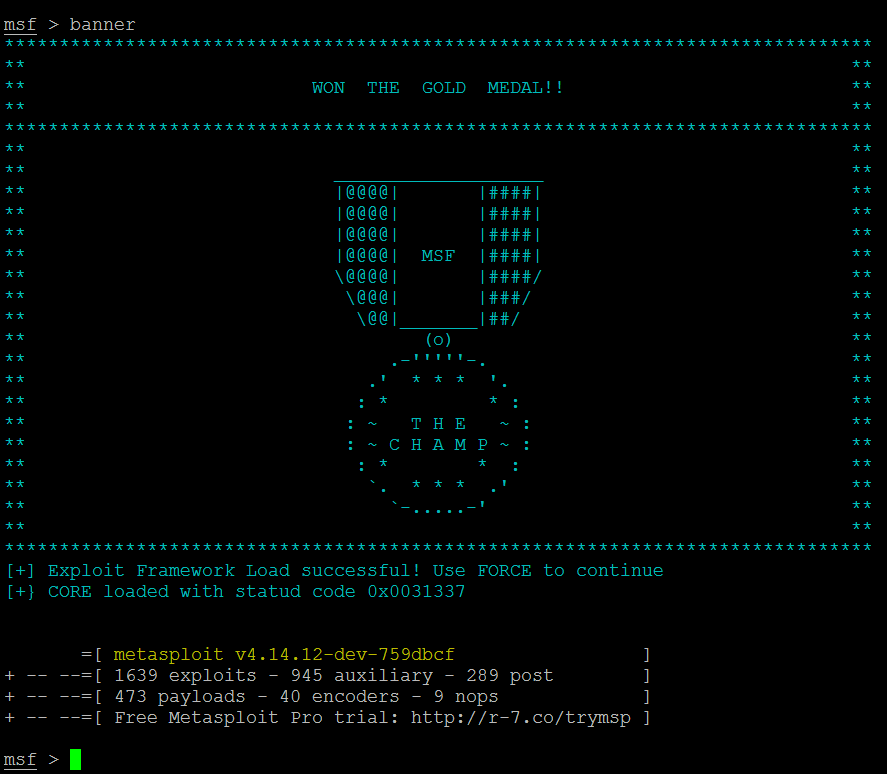 msf > banner
*******************************************************************************
**                                                                           **
**                          WON  THE  GOLD  MEDAL!!                          **
**                                                                           **
*******************************************************************************
**                                                                           **
**                            ___________________                            **
**                            |@@@@|       |####|                            **
**                            |@@@@|       |####|                            **
**                            |@@@@|       |####|                            **
**                            |@@@@|  MSF  |####|                            **
**                            \@@@@|       |####/                            **
**                             \@@@|       |###/                             **
**                              \@@|_______|##/                              **
**                                    (o)                                    **
**                                 .-'''''-.                                 **
**                               .'  * * *  '.                               **
**                              : *         * :                              **
**                             : ~   T H E   ~ :                             **
**                             : ~ C H A M P ~ :                             **
**                              : *        *  :                              **
**                               `.  * * *  .'                               **
**                                 `-.....-'                                 **
**                                                                           **
*******************************************************************************
[+] Exploit Framework Load successful! Use FORCE to continue
[+} CORE loaded with statud code 0x0031337
       =[ metasploit v4.14.12-dev-759dbcf                 ]
+ -- --=[ 1639 exploits - 945 auxiliary - 289 post        ]
+ -- --=[ 473 payloads - 40 encoders - 9 nops             ]
+ -- --=[ Free Metasploit Pro trial: http://r-7.co/trymsp ]
msf >